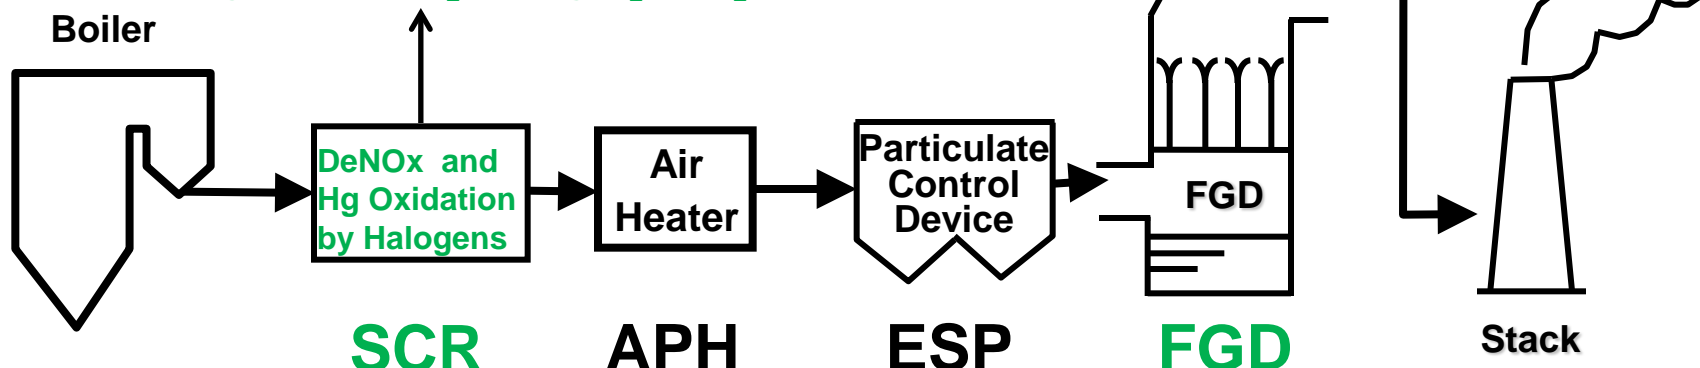 Boiler
DeNOx and
Hg Oxidation
by Halogens
Air
Heater
Particulate
Control
Device
FGD
SCR
APH
ESP
FGD
Stack